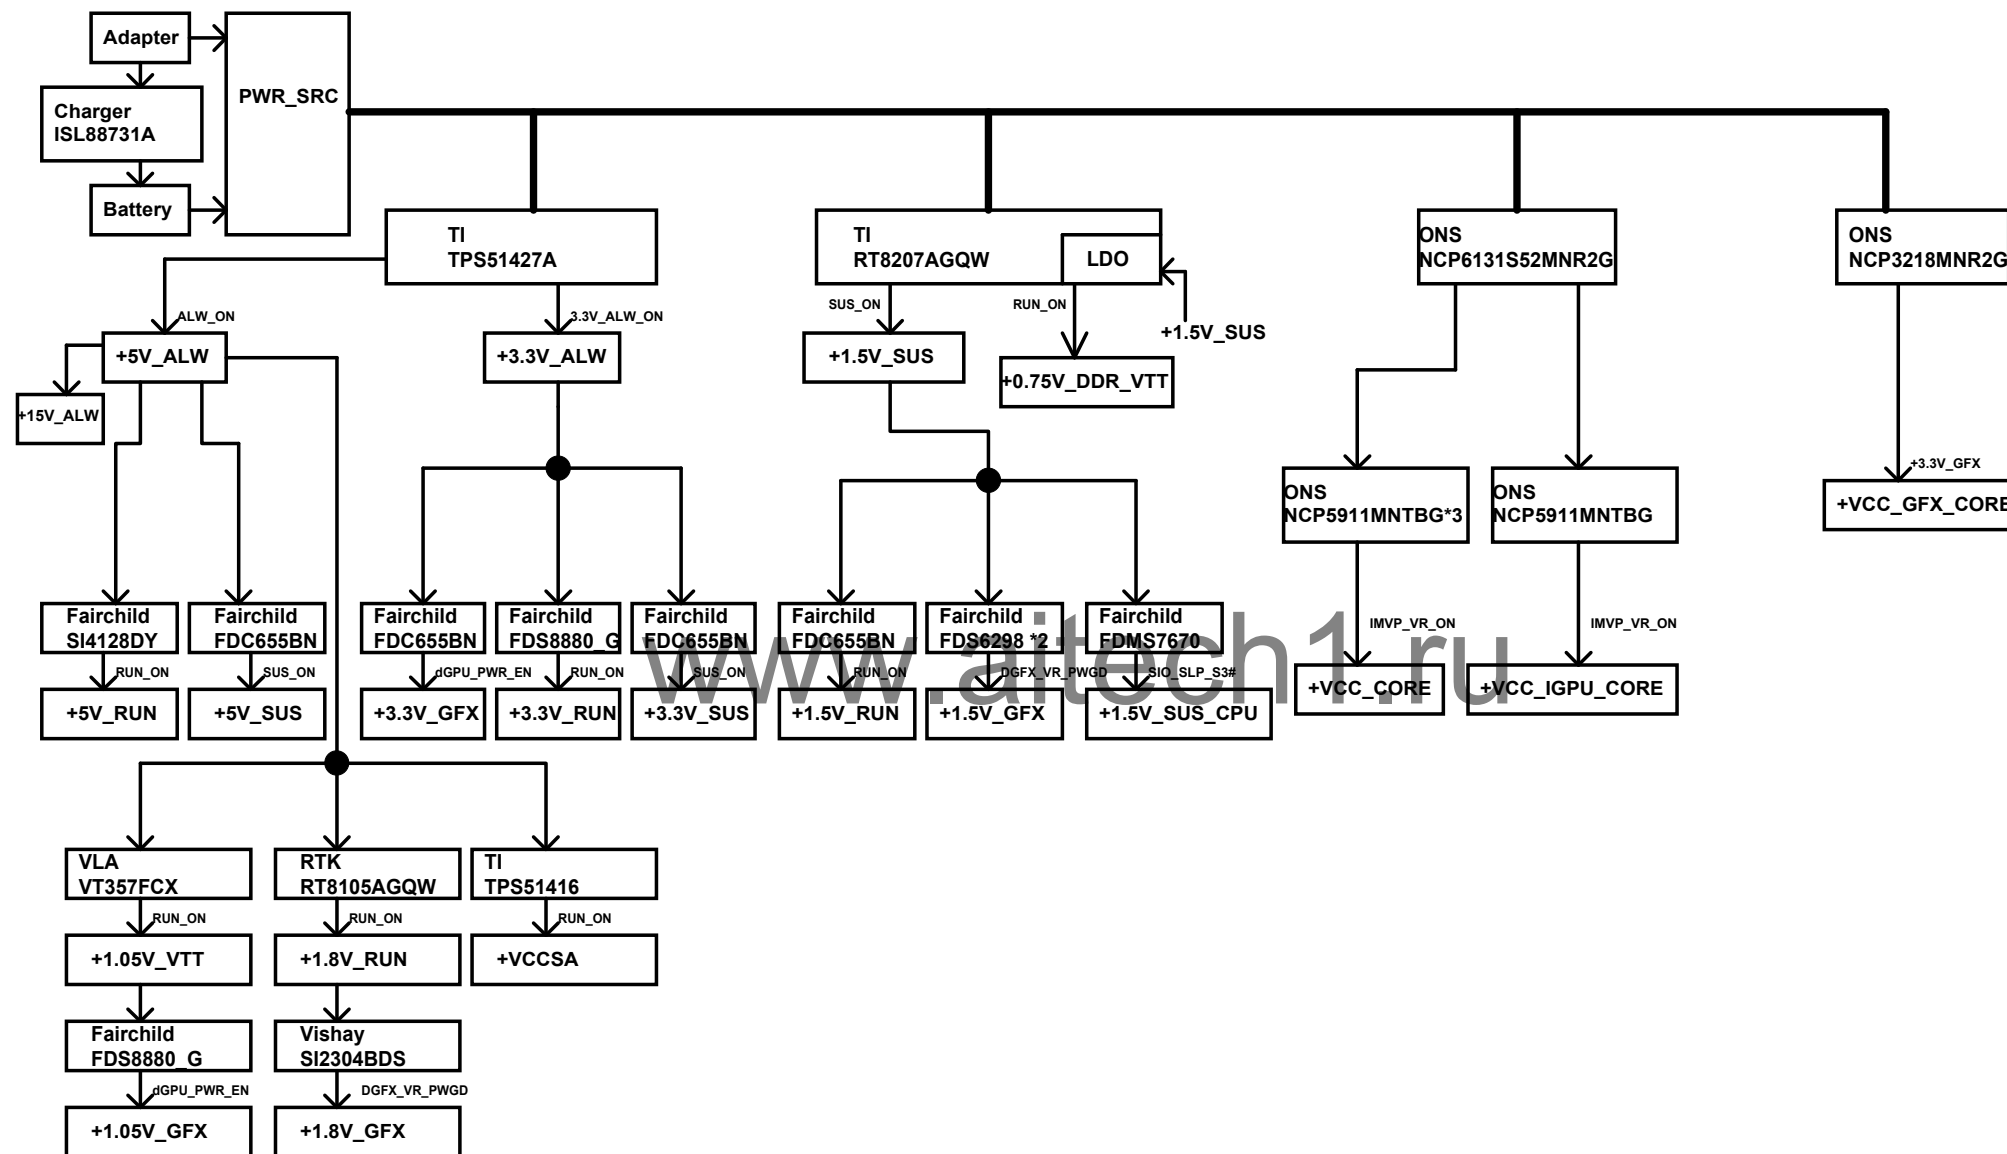 Adapter
PWR_SRC
Charger
ISL88731A
Battery
TI
TPS51427A
TI
RT8207AGQW
LDO
ONS
NCP6131S52MNR2G
ONS
NCP3218MNR2G
ALW_ON
3.3V_ALW_ON
SUS_ON
RUN_ON
+1.5V_SUS
+5V_ALW
+3.3V_ALW
+1.5V_SUS
+0.75V_DDR_VTT
+15V_ALW
+3.3V_GFX
ONS
NCP5911MNTBG*3
ONS
NCP5911MNTBG
+VCC_GFX_CORE
Fairchild
SI4128DY
Fairchild
FDC655BN
Fairchild
FDC655BN
Fairchild
FDS8880_G
Fairchild
FDC655BN
Fairchild
FDC655BN
Fairchild
FDS6298 *2
Fairchild
FDMS7670
IMVP_VR_ON
IMVP_VR_ON
www.aitech1.ru
RUN_ON
SUS_ON
dGPU_PWR_EN
RUN_ON
SUS_ON
RUN_ON
DGFX_VR_PWGD
SIO_SLP_S3#
+VCC_CORE
+VCC_IGPU_CORE
+5V_RUN
+5V_SUS
+3.3V_GFX
+3.3V_RUN
+3.3V_SUS
+1.5V_RUN
+1.5V_GFX
+1.5V_SUS_CPU
VLA
VT357FCX
RTK
RT8105AGQW
TI
TPS51416
RUN_ON
RUN_ON
RUN_ON
+1.05V_VTT
+1.8V_RUN
+VCCSA
Fairchild
FDS8880_G
Vishay
SI2304BDS
dGPU_PWR_EN
DGFX_VR_PWGD
+1.05V_GFX
+1.8V_GFX